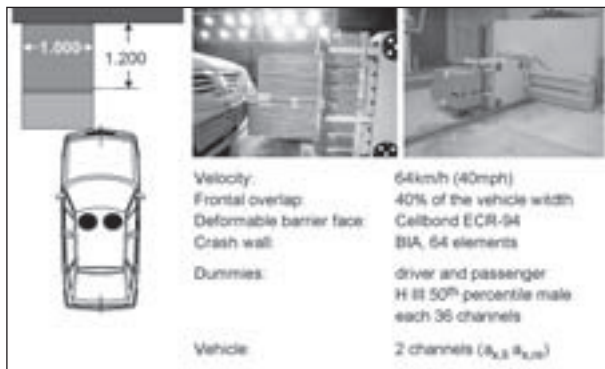 1.000
1.200
Velocity: 64km/h (40mph)
Frontal overlap: 40% of the vehicle witdth
Deformable barrier face: Cellbond ECR-94
Crash wall: BIA, 64 elements
Dummies: driver and passenger
H III 50th percentile male
each 36 channels
Vehicle: 2 channels